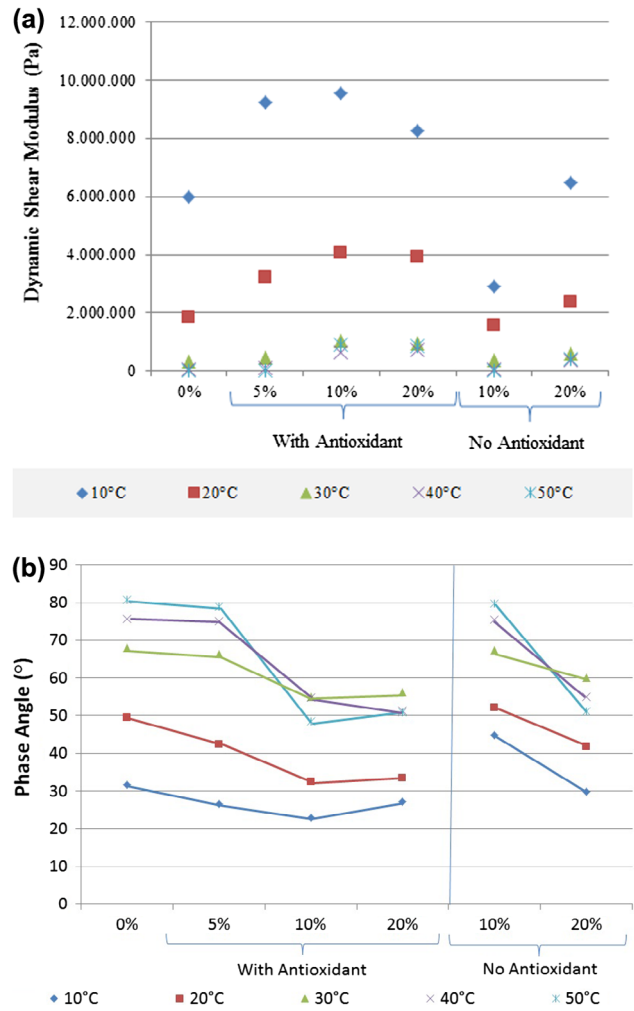 (a)
Dynamic Shear Modulus (Pa)
12.000.000
10.000.000
8.000.000
6.000.000
4.000.000
2.000.000
0
0% 5% 10% 20% 10% 20%
With Antioxidant No Antioxidant
10°C 20°C 30°C 40°C 50°C
(b)
Phase Angle (°)
90
80
70
60
50
40
30
20
10
0
0% 5% 10% 20% 10% 20%
With Antioxidant No Antioxidant
10°C 20°C 30°C 40°C 50°C